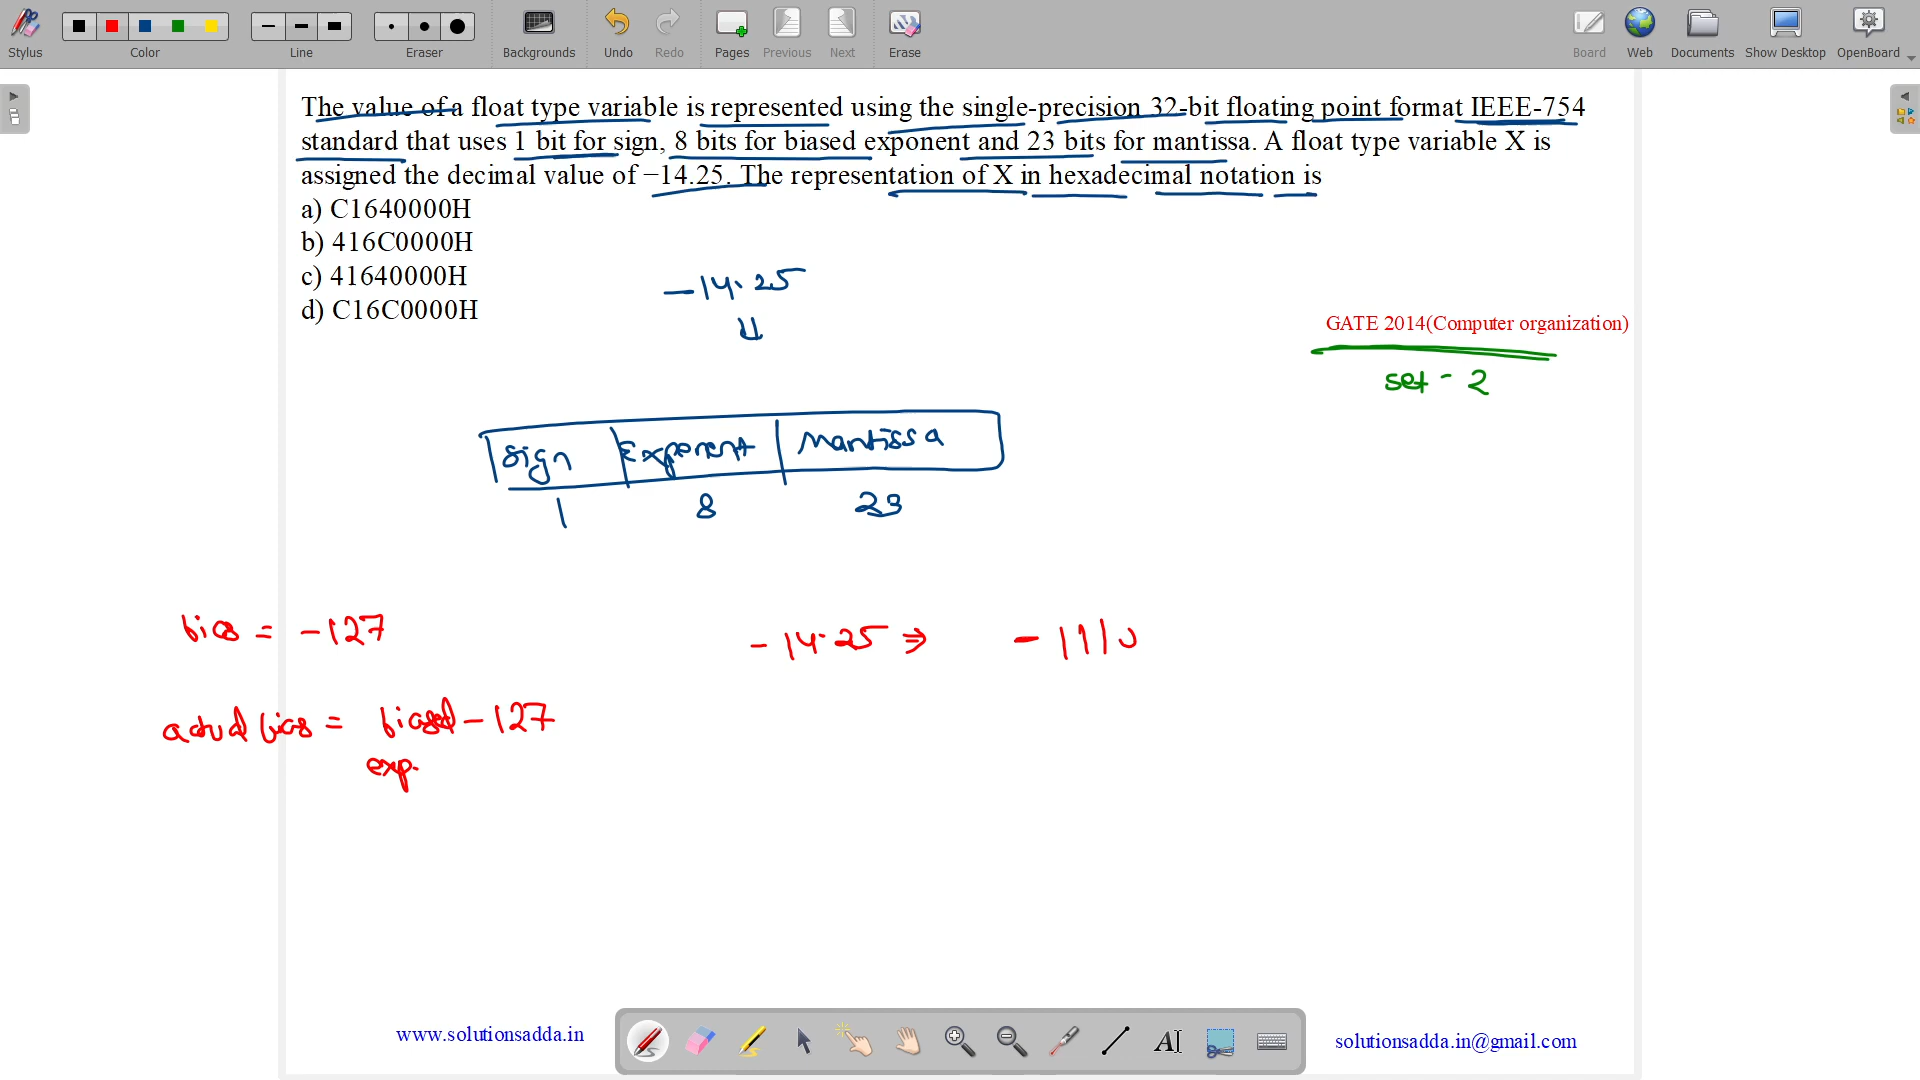 Stylus Color Line Eraser Backgrounds Undo Redo Pages Previous Next Erase Board Web Documents Show Desktop OpenBoard
The value of a float type variable is represented using the single-precision 32-bit floating point format IEEE-754
standard that uses 1 bit for sign, 8 bits for biased exponent and 23 bits for mantissa. A float type variable X is
assigned the decimal value of −14.25. The representation of X in hexadecimal notation is
a) C1640000H
b) 416C0000H
c) 41640000H
d) C16C0000H
-14.25
GATE 2014(Computer organization)
set - 2
sign Exponent Mantissa
1 8 23
bias = -127
-14.25 ⇒ -1110
actual bias = biased - 127
exp.
www.solutionsadda.in
solutionsadda.in@gmail.com